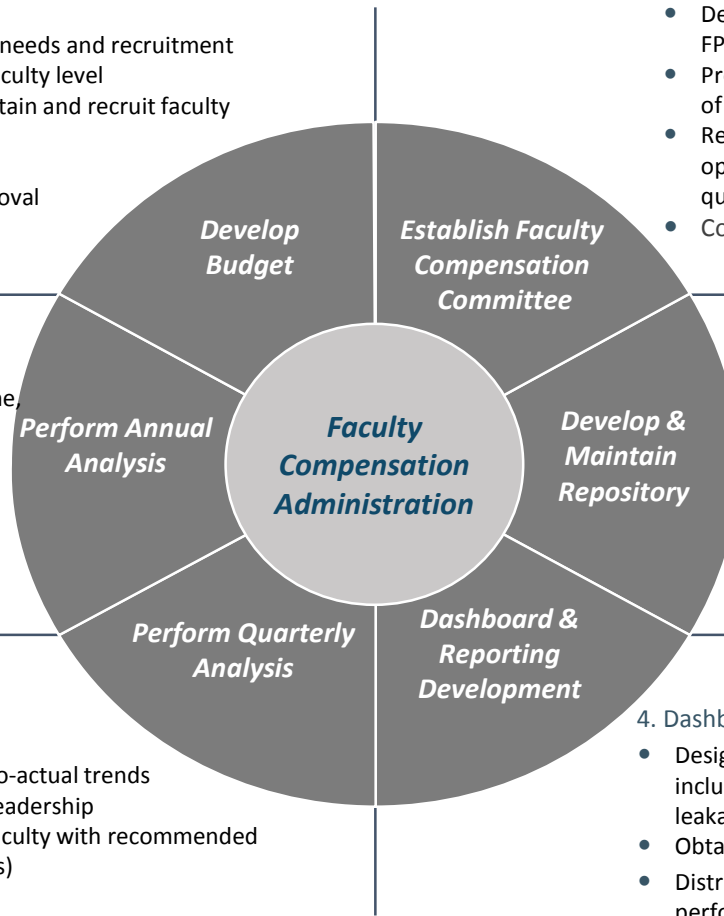 needs and recruitment
culty level
tain and recruit faculty
oval
De
FP
Pr
of
Re
op
qu
Co
Develop
Budget
Establish Faculty
Compensation
Committee
ne,
Perform Annual
Analysis
Faculty
Compensation
Administration
Develop &
Maintain
Repository
Perform Quarterly
Analysis
Dashboard &
Reporting
Development
o-actual trends
eadership
culty with recommended
s)
4. Dashb
Desig
inclu
leaka
Obta
Distr
perfo